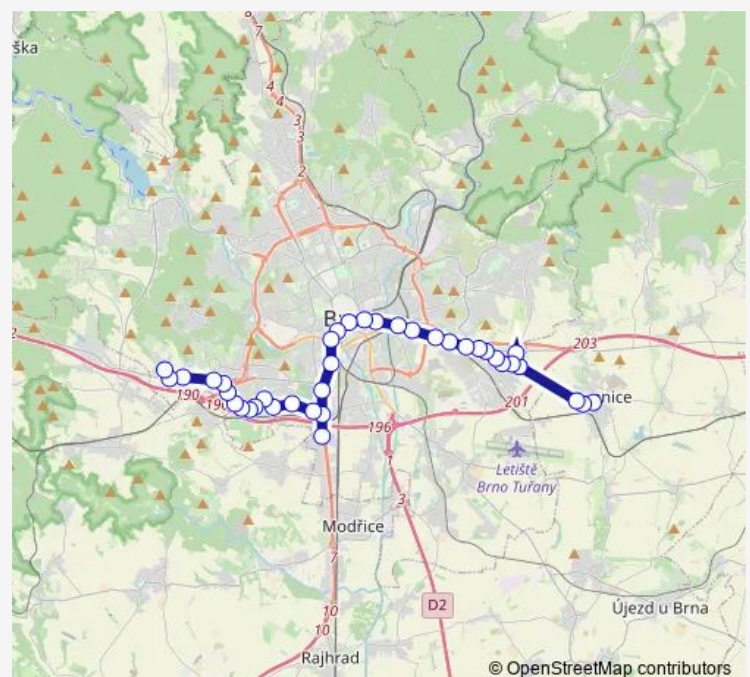 ška
8
7
4
4
3
3
2
B
2
203
190
190
201
nice
196
Letiště
Brno Tuřany
1
3
Modřice
7
D2
10
10
Újezd u Brna
Rajhrad
© OpenStreetMap contributors